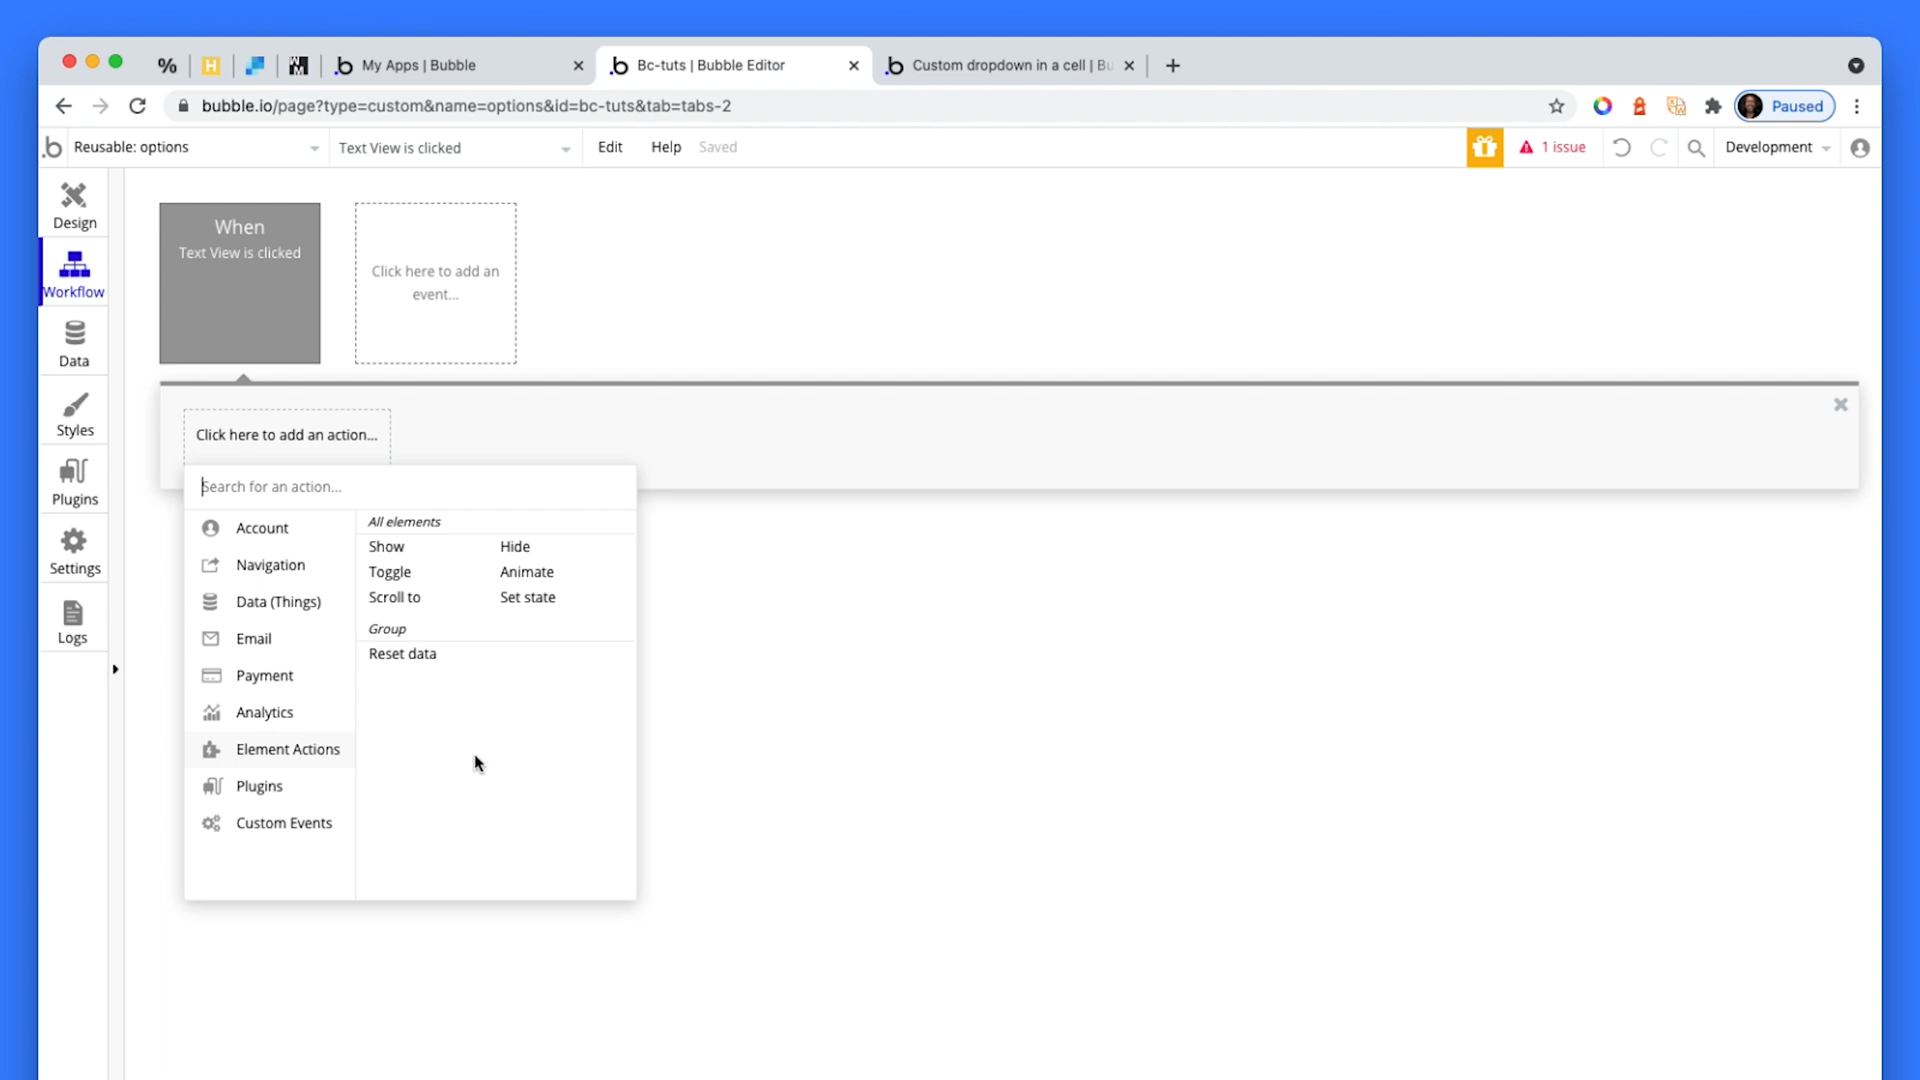 My Apps | Bubble
Bc-tuts | Bubble Editor
Custom dropdown in a cell | Bu
bubble.io/page?type=custom&name=options&id=bc-tuts&tab=tabs-2
Paused
Reusable: options
Text View is clicked
Edit
Help
Saved
1 issue
Development
Design
Workflow
Data
Styles
Plugins
Settings
Logs
When
Text View is clicked
Click here to add an
event...
Click here to add an action...
Search for an action...
Account
Navigation
Data (Things)
Email
Payment
Analytics
Element Actions
Plugins
Custom Events
All elements
Show
Hide
Toggle
Animate
Scroll to
Set state
Group
Reset data